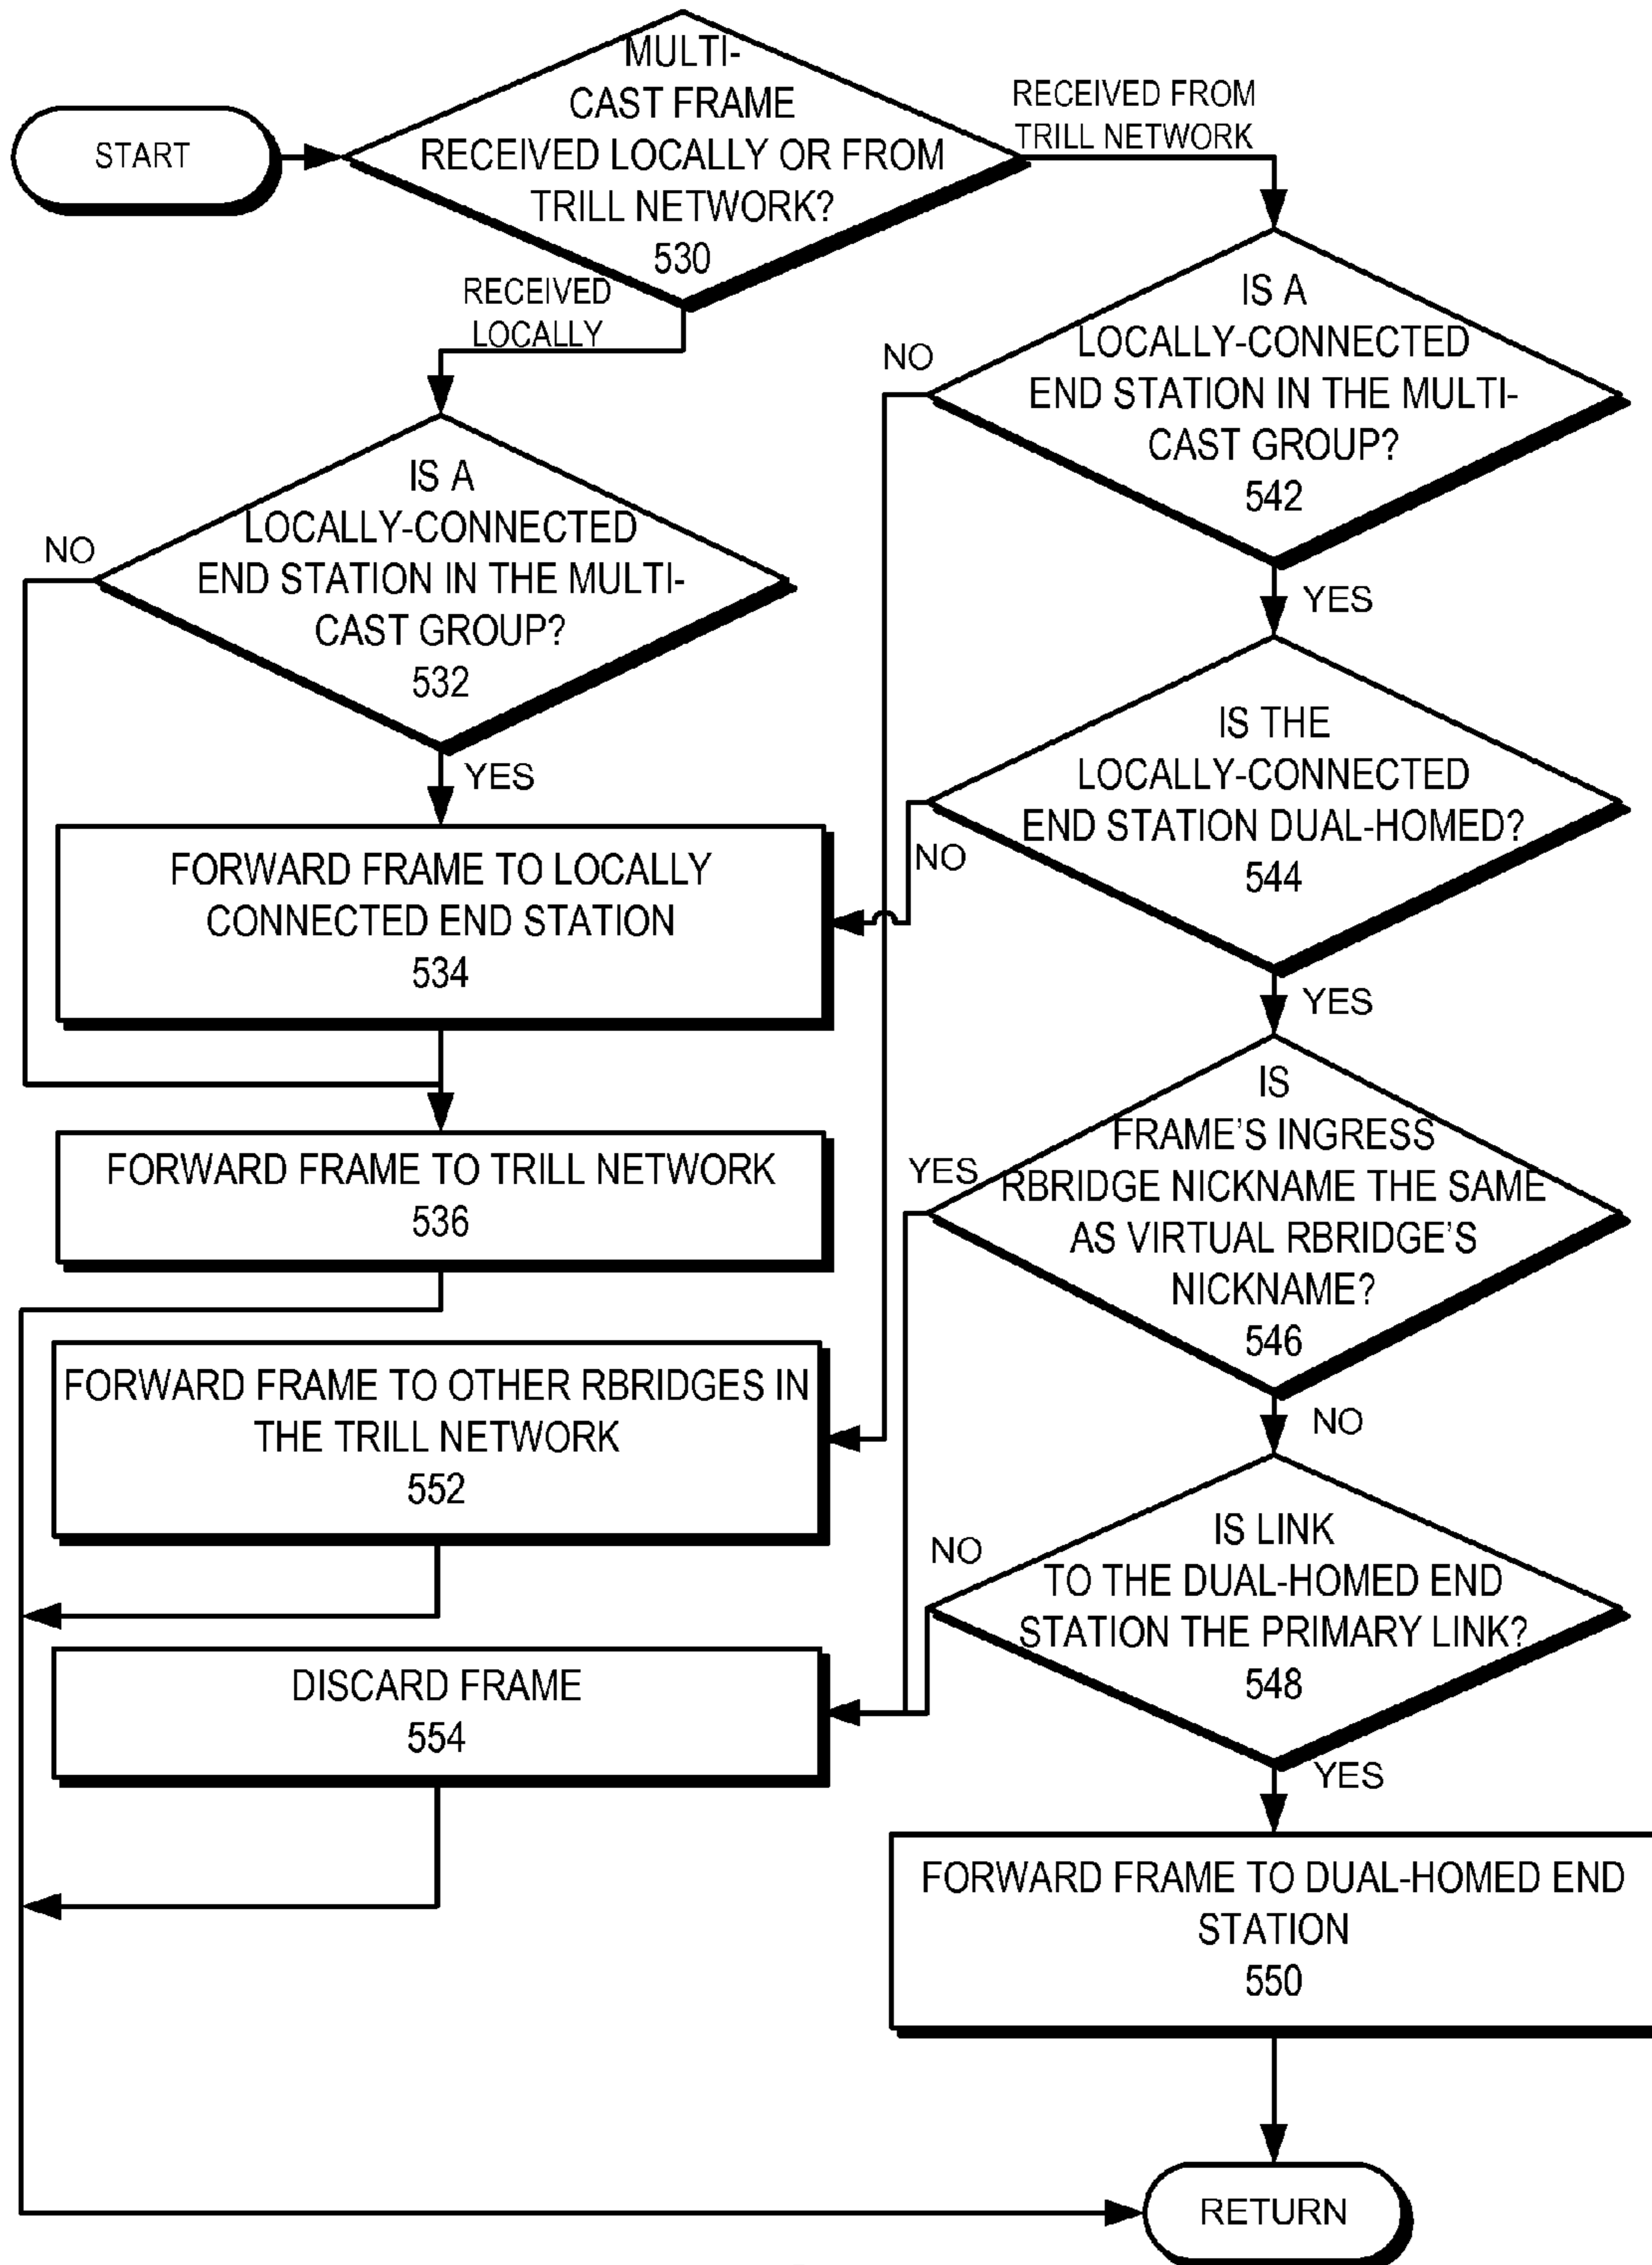 START
MULTI-
CAST FRAME
RECEIVED LOCALLY OR FROM
TRILL NETWORK?
530
RECEIVED FROM
TRILL NETWORK
RECEIVED
LOCALLY
IS A
LOCALLY-CONNECTED
END STATION IN THE MULTI-
CAST GROUP?
532
NO
YES
FORWARD FRAME TO LOCALLY
CONNECTED END STATION
534
FORWARD FRAME TO TRILL NETWORK
536
FORWARD FRAME TO OTHER RBRIDGES IN
THE TRILL NETWORK
552
DISCARD FRAME
554
IS A
LOCALLY-CONNECTED
END STATION IN THE MULTI-
CAST GROUP?
542
NO
YES
IS THE
LOCALLY-CONNECTED
END STATION DUAL-HOMED?
544
NO
YES
IS
FRAME'S INGRESS
RBRIDGE NICKNAME THE SAME
AS VIRTUAL RBRIDGE'S
NICKNAME?
546
YES
NO
IS LINK
TO THE DUAL-HOMED END
STATION THE PRIMARY LINK?
548
NO
YES
FORWARD FRAME TO DUAL-HOMED END
STATION
550
RETURN